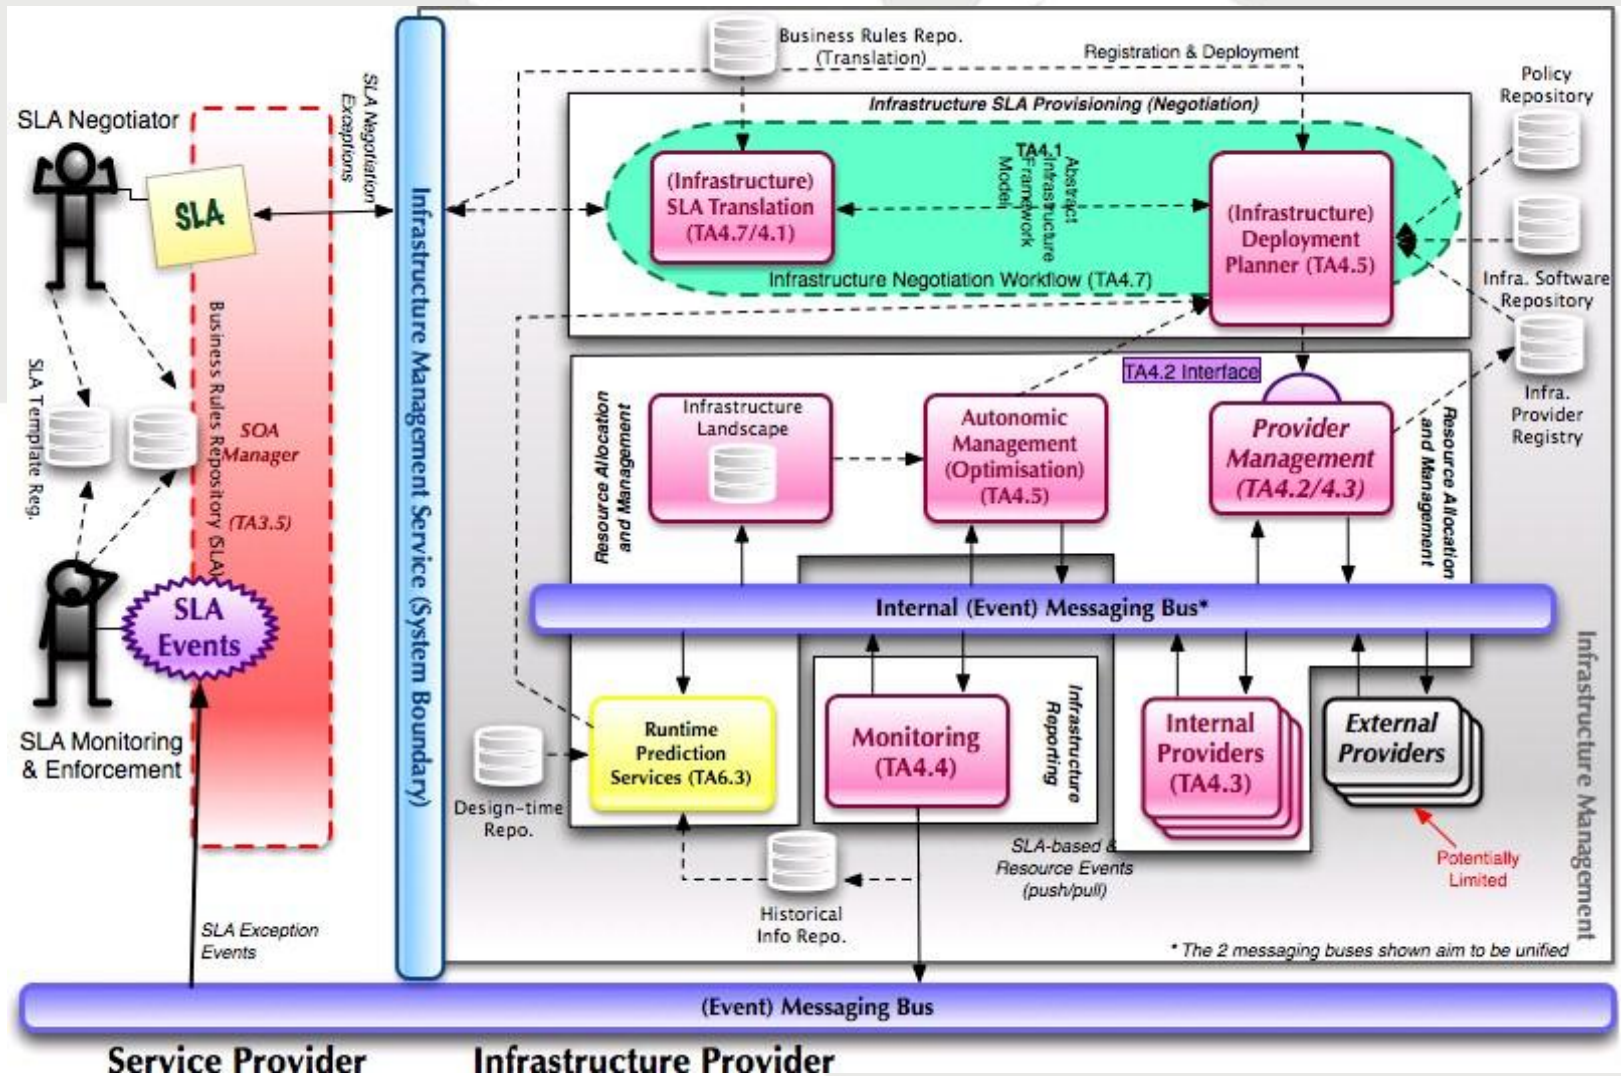 Business Rules Repo.
(Translation)
Registration & Deployment
Policy
Repository
SLA Negotiation
Exceptions
SLA Negotiator
Infrastructure SLA Provisioning (Negotiation)
TA4.1
Abstract
Infrastructure
Framework
Model
(Infrastructure)
SLA Translation
(TA4.7/4.1)
(Infrastructure)
Deployment
Planner (TA4.5)
SLA
Infrastructure Negotiation Workflow (TA4.7)
Infra. Software
Repository
Infrastructure Management Service (System Boundary)
Business Rules Repository (SLA)
SLA Template Reg.
SOA
Manager
(TA3.5)
TA4.2 Interface
Infra.
Provider
Registry
Resource Allocation
and Management
Infrastructure
Landscape
Autonomic
Management
(Optimisation)
(TA4.5)
Provider
Management
(TA4.2/4.3)
Resource Allocation
and Management
Internal (Event) Messaging Bus*
SLA
Events
SLA Monitoring
& Enforcement
Runtime
Prediction
Services (TA6.3)
Monitoring
(TA4.4)
Infrastructure
Reporting
Internal
Providers
(TA4.3)
External
Providers
Infrastructure Management
Design-time
Repo.
SLA-based &
Resource Events
(push/pull)
Potentially
Limited
Historical
Info Repo.
SLA Exception
Events
* The 2 messaging buses shown aim to be unified
(Event) Messaging Bus
Service Provider
Infrastructure Provider